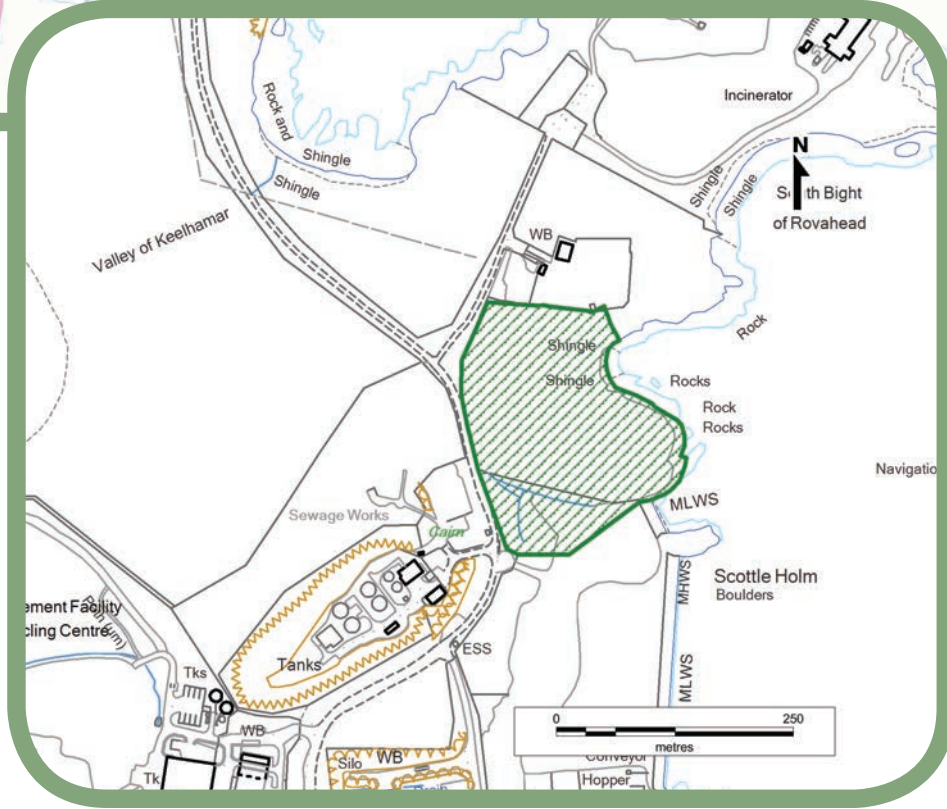 Incinerator
Rock and
Shingle
Shingle
N
Shingle
Shingle
South Bight
of Rovahead
Valley of Keelhamar
WB
Rock
Shingle
Shingle
Rocks
Rock
Rocks
Navigatio
MLWS
Sewage Works
Cairn
Scottle Holm
Boulders
MHWS
MLWS
ement Facility
cling Centre
ESS
Tanks
Tks
WB
Tk
Silo
WB
0 250
metres
Conveyor
Hopper